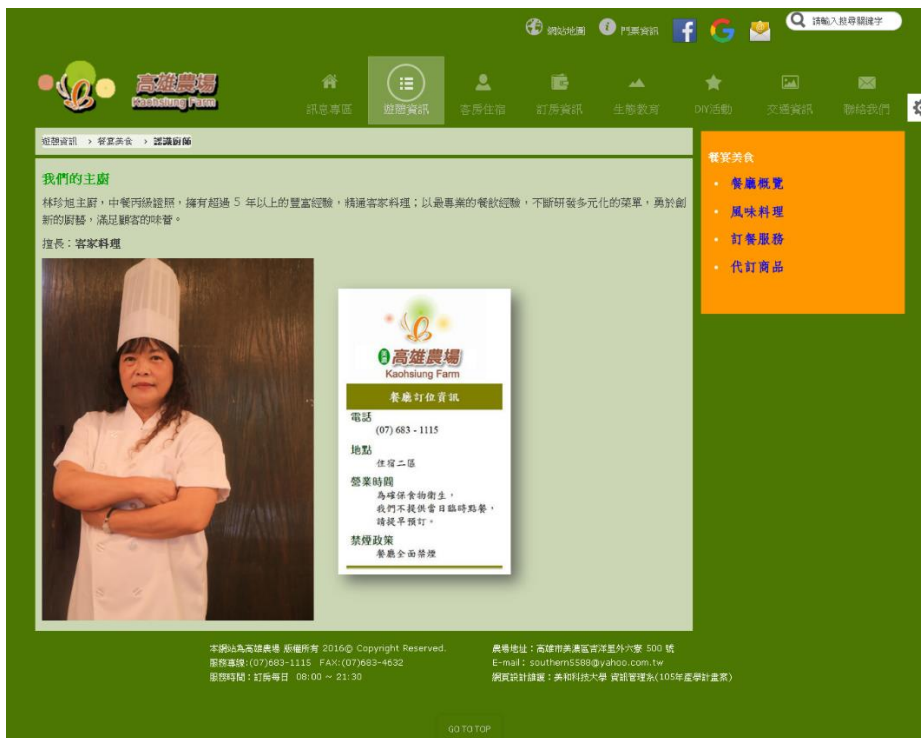 網站地圖
門票資訊
請輸入搜尋關鍵字
高雄農場
Kaohsiung Farm
訊息專區
遊憩資訊
客房住宿
訂房資訊
生態教育
DIY活動
交通資訊
聯絡我們
遊憩資訊 › 餐宴美食 › 認識廚師
我們的主廚
林珍旭主廚,中餐丙級證照,擁有超過 5 年以上的豐富經驗,精通客家料理;以最專業的餐飲經驗,不斷研發多元化的菜單,勇於創
新的廚藝,滿足顧客的味蕾。
擅長:客家料理
高雄農場
Kaohsiung Farm
餐廳訂位資訊
電話
(07) 683 - 1115
地點
住宿二區
營業時間
為確保食物衛生,
我們不提供當日臨時點餐,
請提早預訂。
禁煙政策
餐廳全面禁煙
餐宴美食
• 餐廳概覽
• 風味料理
• 訂餐服務
• 代訂商品
本網站為高雄農場 版權所有 2016© Copyright Reserved.
服務專線:(07)683-1115 FAX:(07)683-4632
服務時間:訂房每日 08:00 ~ 21:30
農場地址:高雄市美濃區吉洋里外六寮 500 號
E-mail: southern5588@yahoo.com.tw
網頁設計維護:美和科技大學 資訊管理系(105年產學計畫案)
GO TO TOP